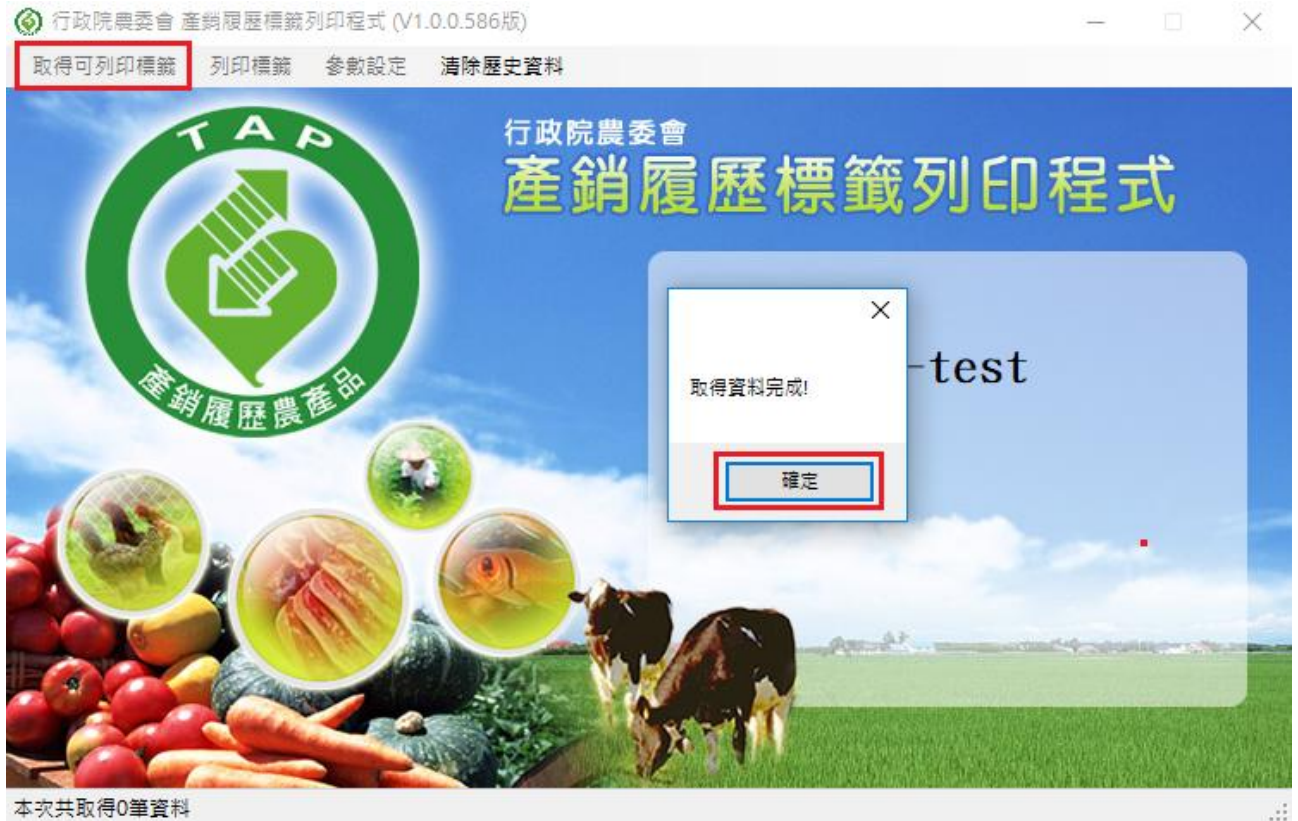 行政院農委會 產銷履歷標籤列印程式 (V1.0.0.586版)
取得可列印標籤 列印標籤 參數設定 清除歷史資料
TAP
產銷履歷農產品
行政院農委會
產銷履歷標籤列印程式
-test
取得資料完成!
確定
本次共取得0筆資料